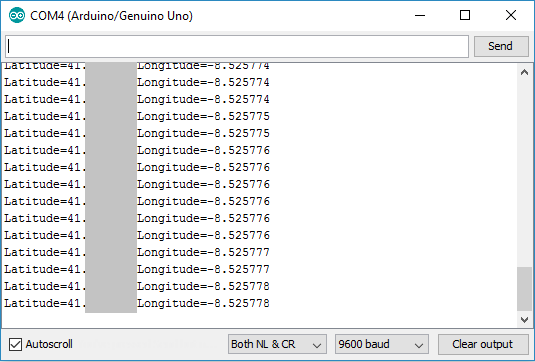 COM4 (Arduino/Genuino Uno)
Send
Latitude=41. Longitude=-8.525774
Latitude=41. Longitude=-8.525774
Latitude=41. Longitude=-8.525774
Latitude=41. Longitude=-8.525775
Latitude=41. Longitude=-8.525775
Latitude=41. Longitude=-8.525776
Latitude=41. Longitude=-8.525776
Latitude=41. Longitude=-8.525776
Latitude=41. Longitude=-8.525776
Latitude=41. Longitude=-8.525776
Latitude=41. Longitude=-8.525776
Latitude=41. Longitude=-8.525777
Latitude=41. Longitude=-8.525777
Latitude=41. Longitude=-8.525778
Latitude=41. Longitude=-8.525778
Autoscroll Both NL & CR 9600 baud Clear output